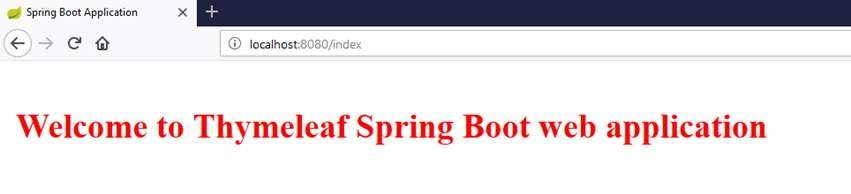 Spring Boot Application
localhost:8080/index
Welcome to Thymeleaf Spring Boot web application